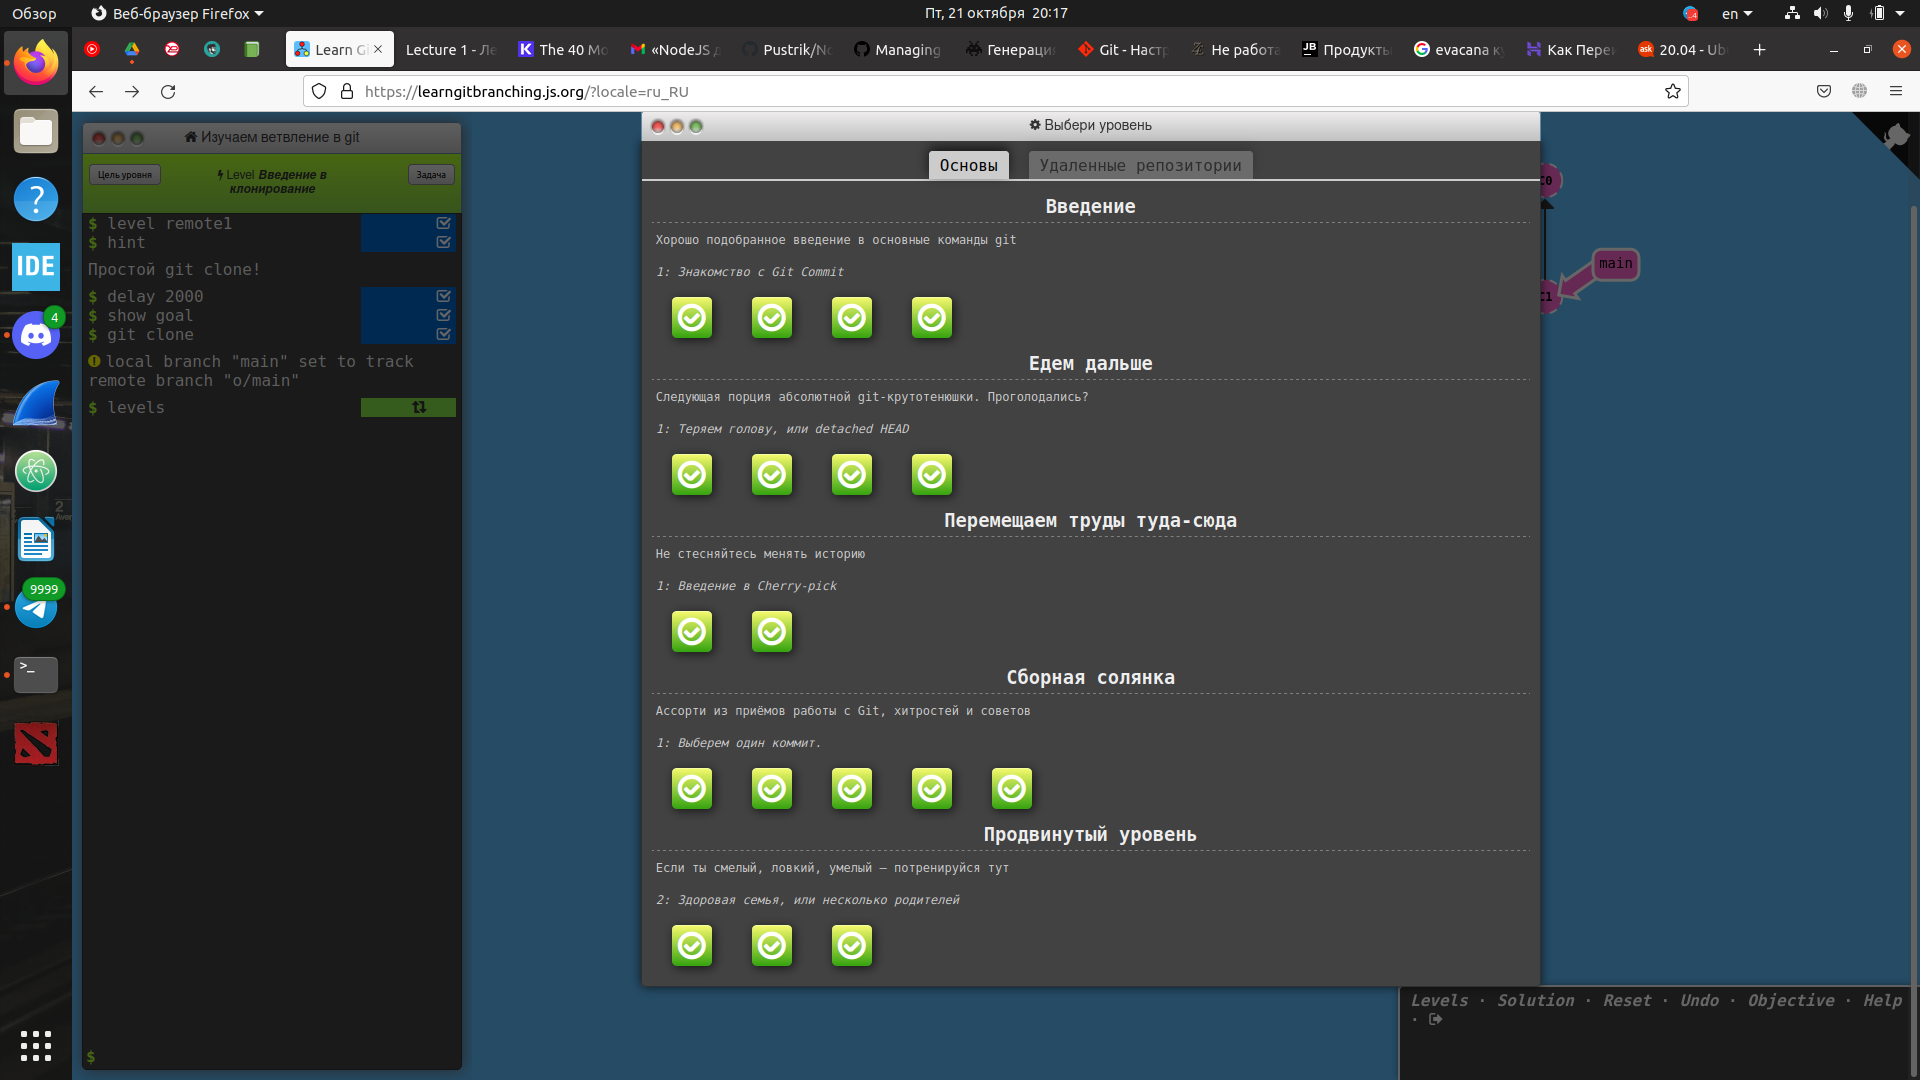 Обзор
Веб-браузер Firefox
Пт, 21 октября 20:17
en
Learn Gi
Lecture 1 - Ле
The 40 Mo
«NodeJS д
Pustrik/No
Managing
Генерация
Git - Настр
Не работа
Продукты
evacana ку
Как Пере
20.04 - Ub
https://learngitbranching.js.org/?locale=ru_RU
Изучаем ветвление в git
Цель уровня
Level Введение в
клонирование
Задача
$ level remote1
$ hint
Простой git clone!
$ delay 2000
$ show goal
$ git clone
local branch "main" set to track
remote branch "o/main"
$ levels
$
Выбери уровень
Основы
Удаленные репозитории
Введение
Хорошо подобранное введение в основные команды git
1: Знакомство с Git Commit
Едем дальше
Следующая порция абсолютной git-крутотенюшки. Проголодались?
1: Теряем голову, или detached HEAD
Перемещаем труды туда-сюда
Не стесняйтесь менять историю
1: Введение в Cherry-pick
Сборная солянка
Ассорти из приёмов работы с Git, хитростей и советов
1: Выберем один коммит.
Продвинутый уровень
Если ты смелый, ловкий, умелый — потренируйся тут
2: Здоровая семья, или несколько родителей
C0
main
C1
Levels · Solution · Reset · Undo · Objective · Help
·
IDE
4
9999